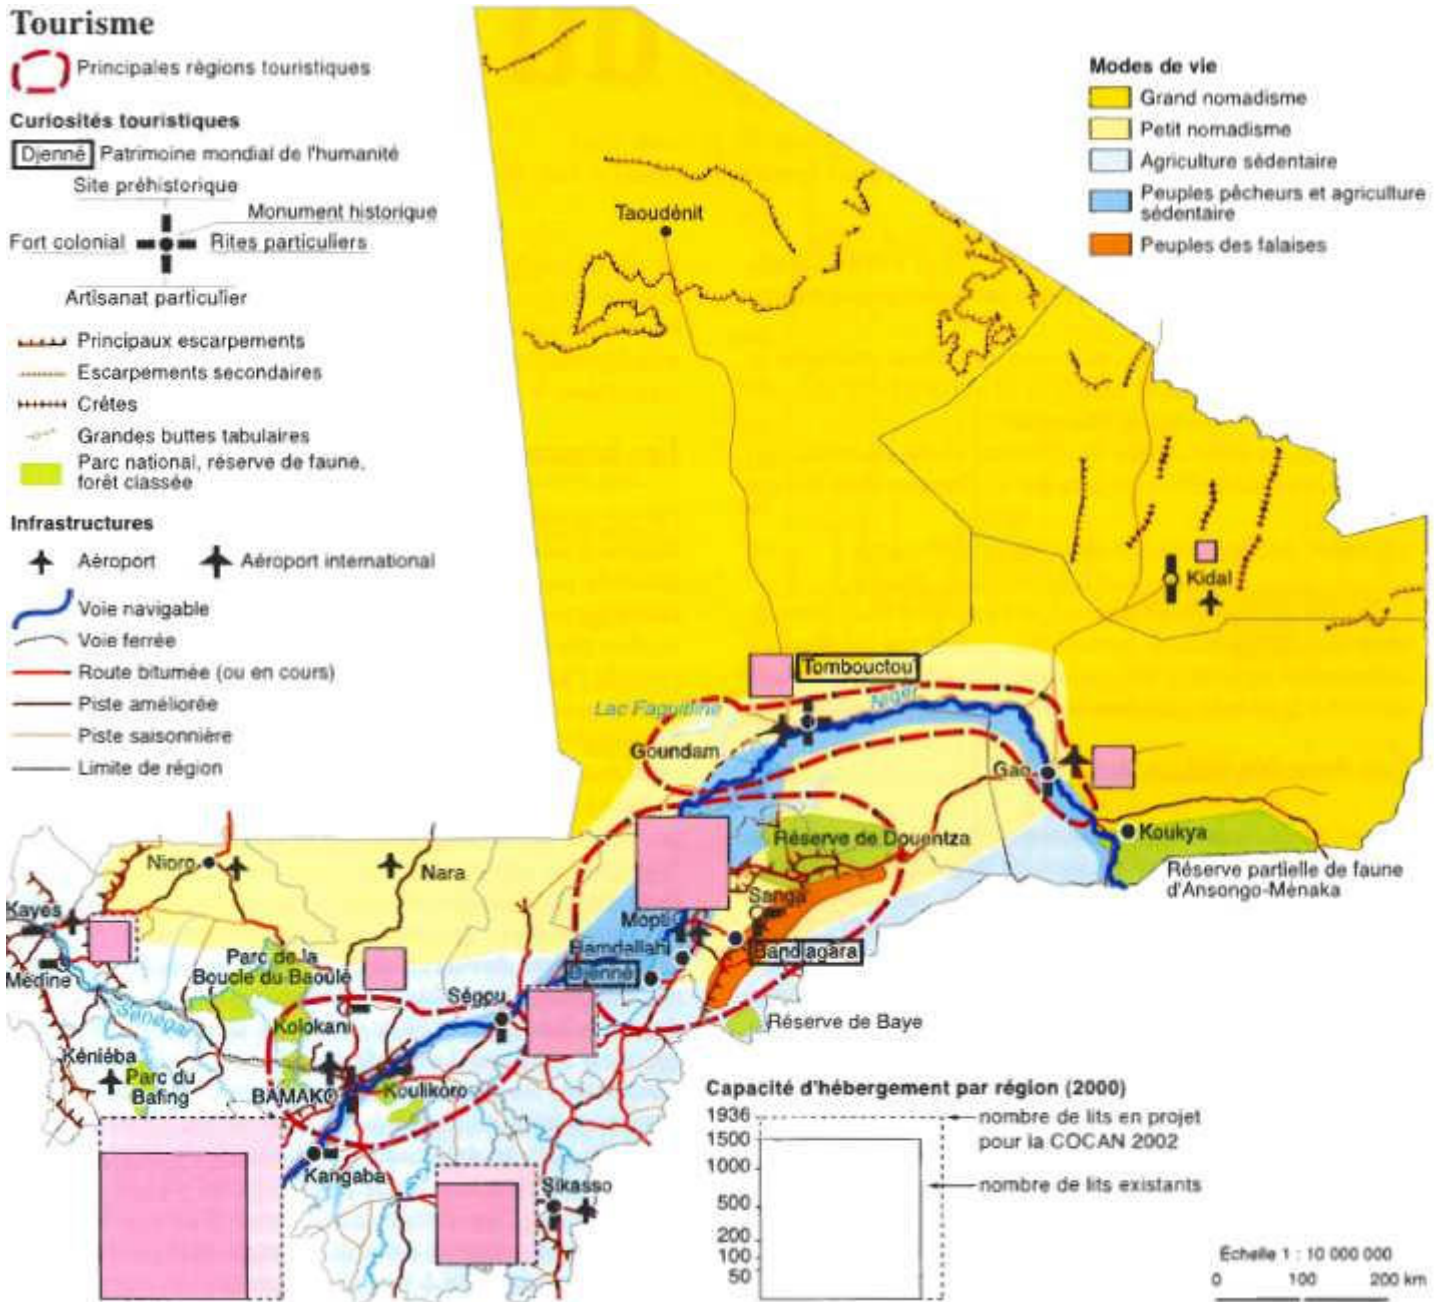 Tourisme
Principales régions touristiques
Curiosités touristiques
Djenné Patrimoine mondial de l'humanité
Site préhistorique
Monument historique
Fort colonial
Rites particuliers
Artisanat particulier
Principaux escarpements
Escarpements secondaires
Crêtes
Grandes buttes tabulaires
Parc national, réserve de faune,
forêt classée
Infrastructures
Aéroport
Aéroport international
Voie navigable
Voie ferrée
Route bitumée (ou en cours)
Piste améliorée
Piste saisonnière
Limite de région
Modes de vie
Grand nomadisme
Petit nomadisme
Agriculture sédentaire
Peuples pêcheurs et agriculture
sédentaire
Peuples des falaises
Taoudénit
Kidal
Tombouctou
Lac Faguibine
Niger
Goundam
Gao
Koukya
Réserve de Douentza
Réserve partielle de faune
d'Ansongo-Ménaka
Nioro
Nara
Sanga
Kayes
Mopti
Hamdallahi
Bandiagara
Parc de la
Boucle du Baoulé
Médine
Djenné
Ségou
Sénégal
Kolokani
Réserve de Baye
Kéniéba
Parc du
Bafing
BAMAKO
Koulikoro
Kangaba
Sikasso
Capacité d'hébergement par région (2000)
1936
nombre de lits en projet
pour la COCAN 2002
1500
1000
nombre de lits existants
500
200
100
50
Échelle 1 : 10 000 000
0 100 200 km